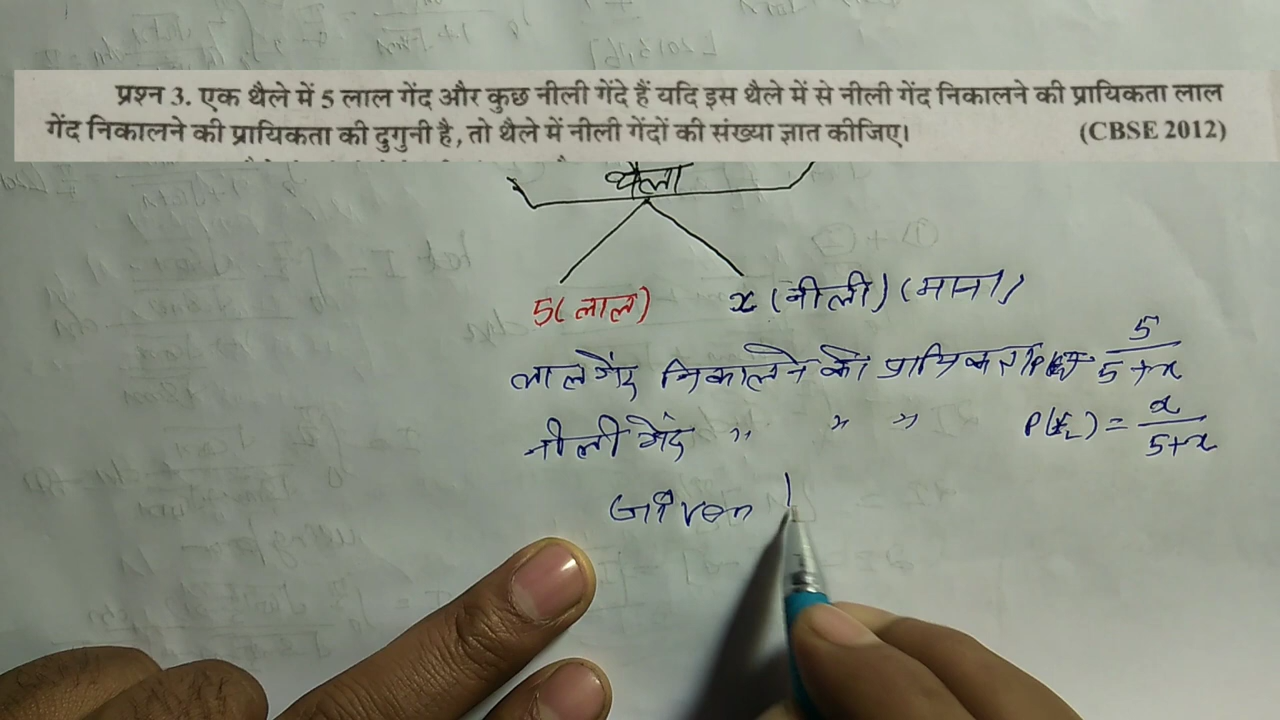 प्रश्न 3. एक थैले में 5 लाल गेंद और कुछ नीली गेंदे हैं यदि इस थैले में से नीली गेंद निकालने की प्रायिकता लाल
गेंद निकालने की प्रायिकता की दुगुनी है, तो थैले में नीली गेंदों की संख्या ज्ञात कीजिए। (CBSE 2012)
थैला
5(लाल) x (नीली) (माना)
लाल गेंद निकालने की प्रायिकता 5/5+x
नीली गेंद " " " = x/5+x
Given